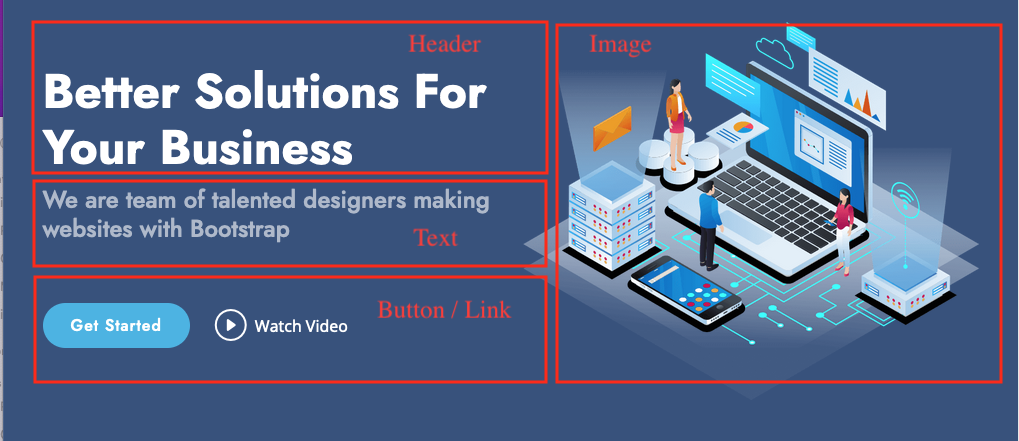 Header
Image
Better Solutions For
Your Business
We are team of talented designers making
websites with Bootstrap
Text
Button / Link
Get Started
Watch Video